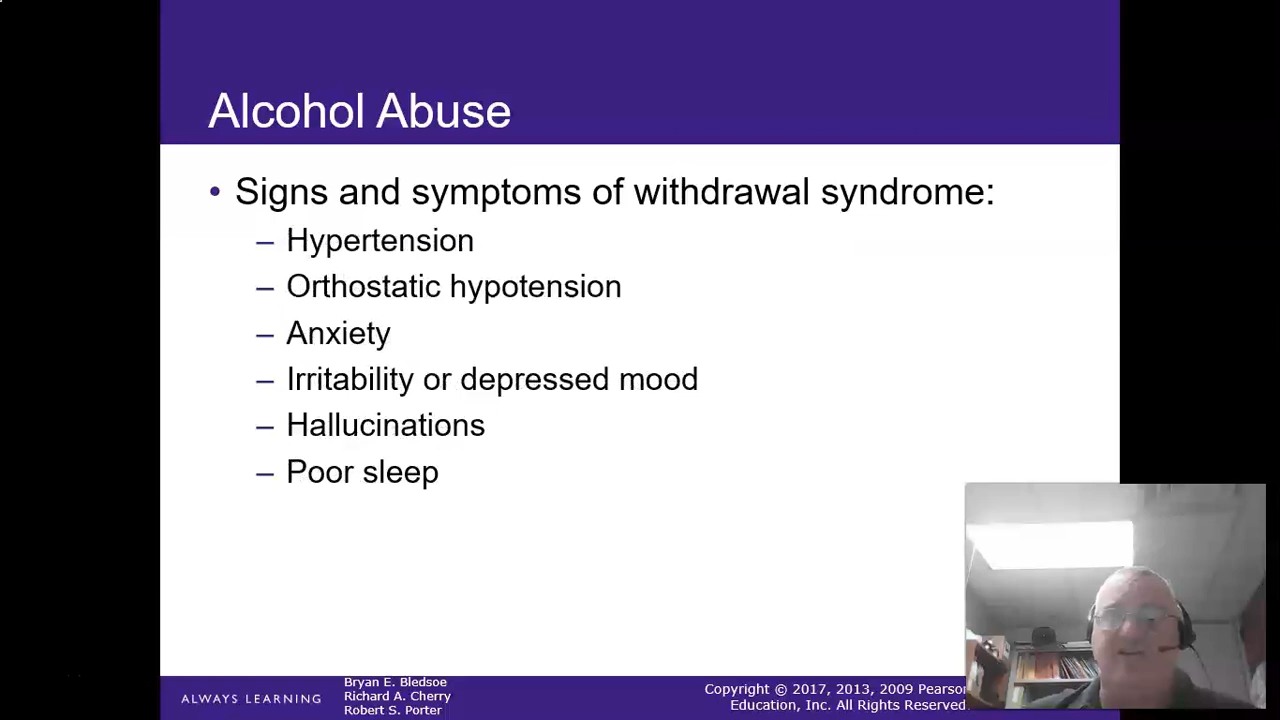 Alcohol Abuse
• Signs and symptoms of withdrawal syndrome:
– Hypertension
– Orthostatic hypotension
– Anxiety
– Irritability or depressed mood
– Hallucinations
– Poor sleep
ALWAYS LEARNING
Bryan E. Bledsoe
Richard A. Cherry
Robert S. Porter
Copyright © 2017, 2013, 2009 Pearson
Education, Inc. All Rights Reserved.